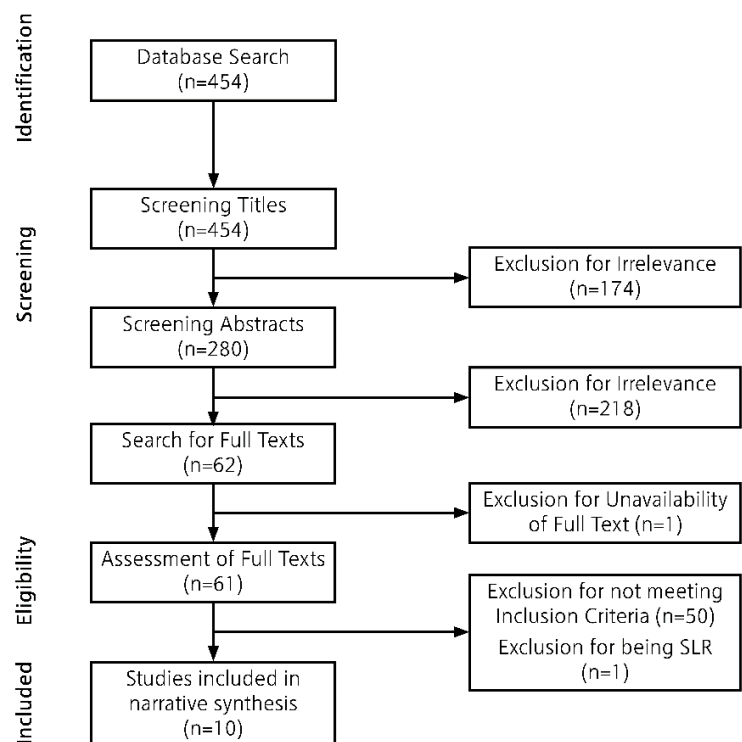 Identification
Database Search
(n=454)
Screening
Screening Titles
(n=454)
Exclusion for Irrelevance
(n=174)
Screening Abstracts
(n=280)
Exclusion for Irrelevance
(n=218)
Search for Full Texts
(n=62)
Exclusion for Unavailability
of Full Text (n=1)
Eligibility
Assessment of Full Texts
(n=61)
Exclusion for not meeting
Inclusion Criteria (n=50)
Exclusion for being SLR
(n=1)
Included
Studies included in
narrative synthesis
(n=10)